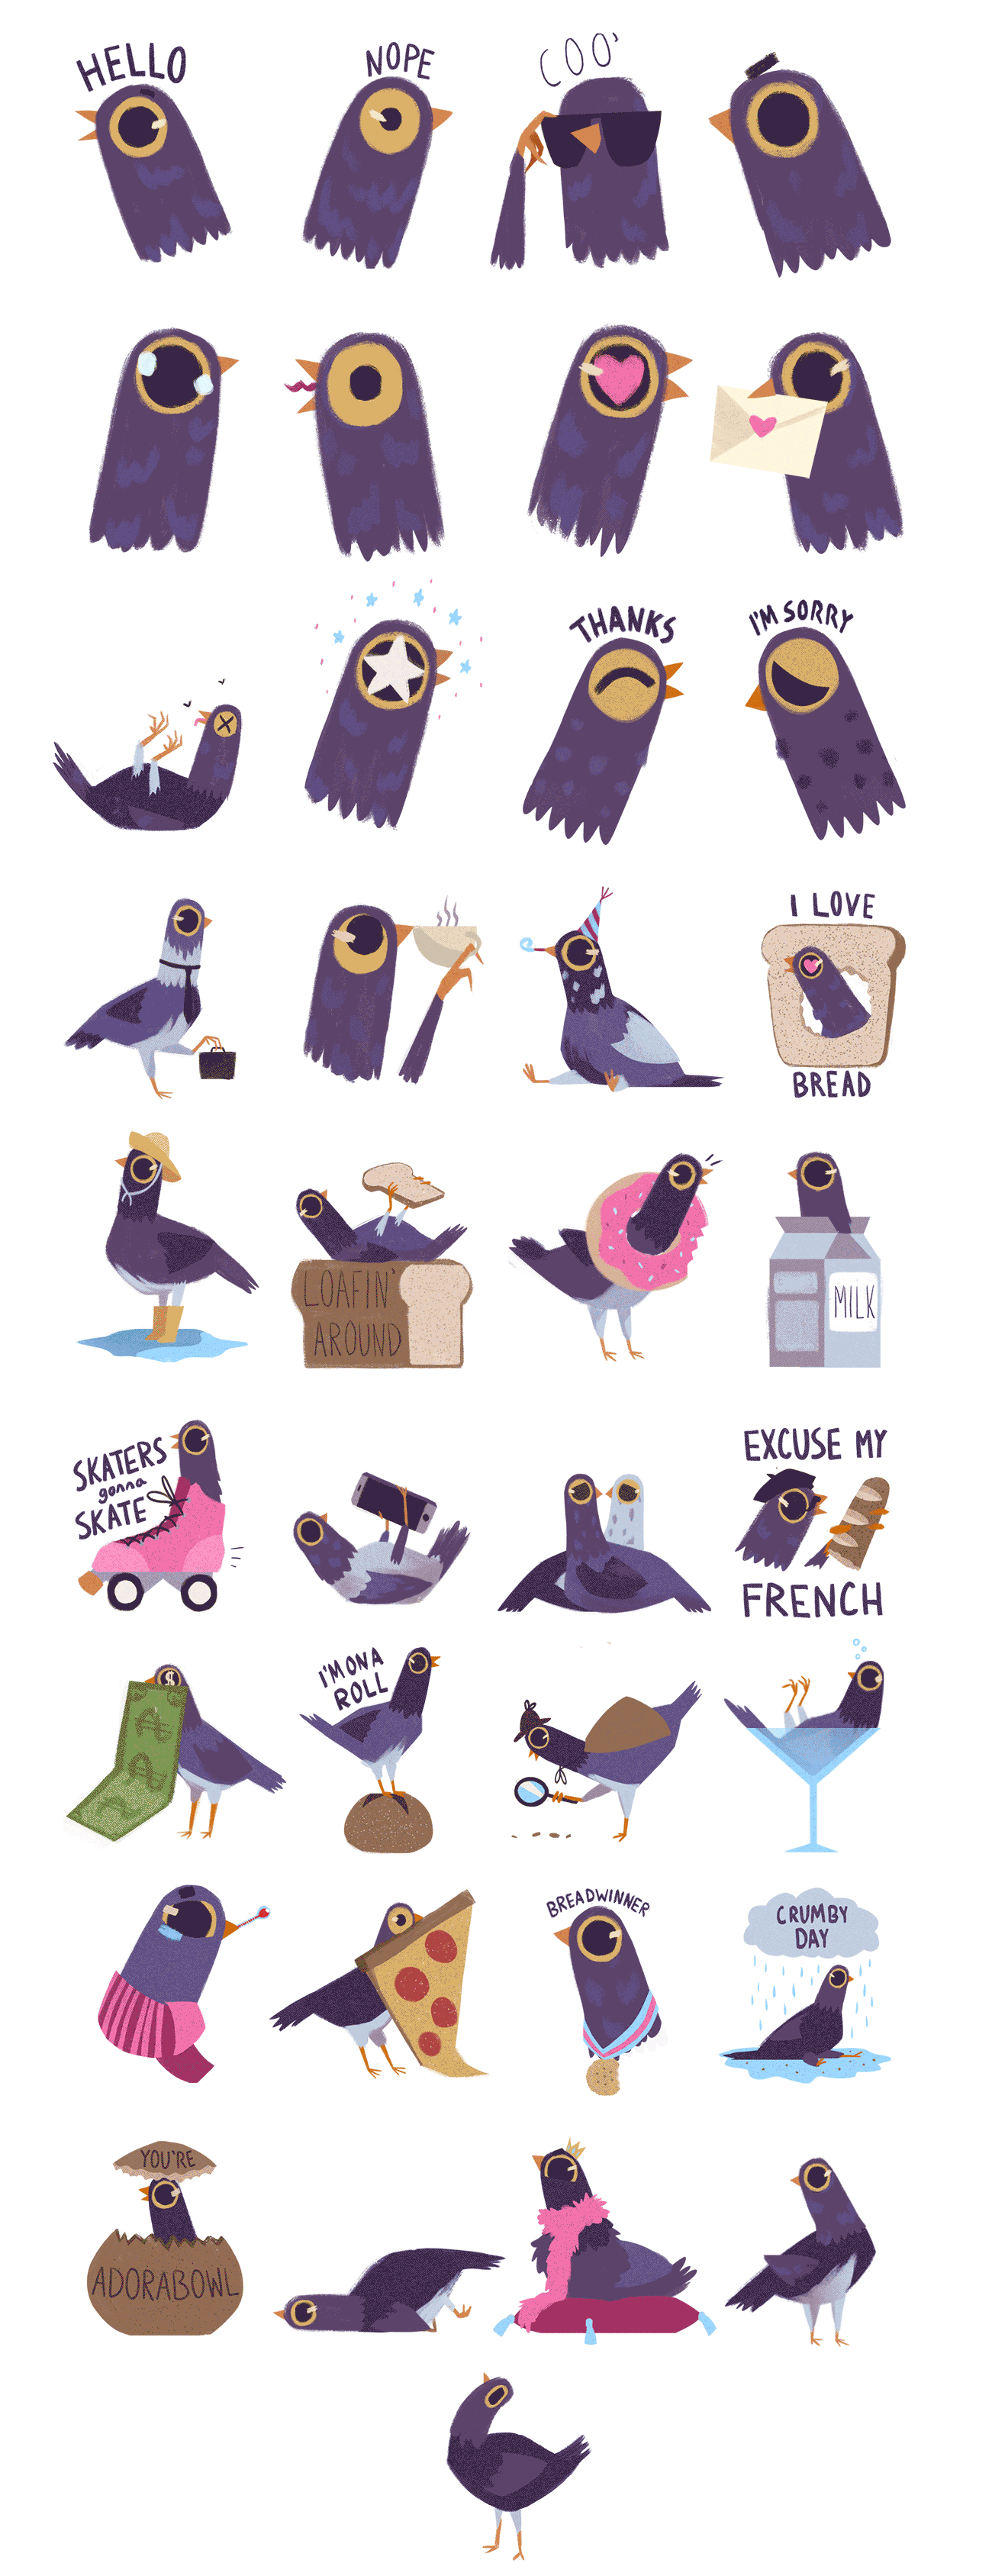 HELLO
NOPE
COO'
THANKS
I'M SORRY
I LOVE
BREAD
LOAFIN'
AROUND
MILK
SKATERS
gonna
SKATE
EXCUSE MY
FRENCH
$
I'M ON A
ROLL
BREADWINNER
CRUMBY
DAY
YOU'RE
ADORABOWL